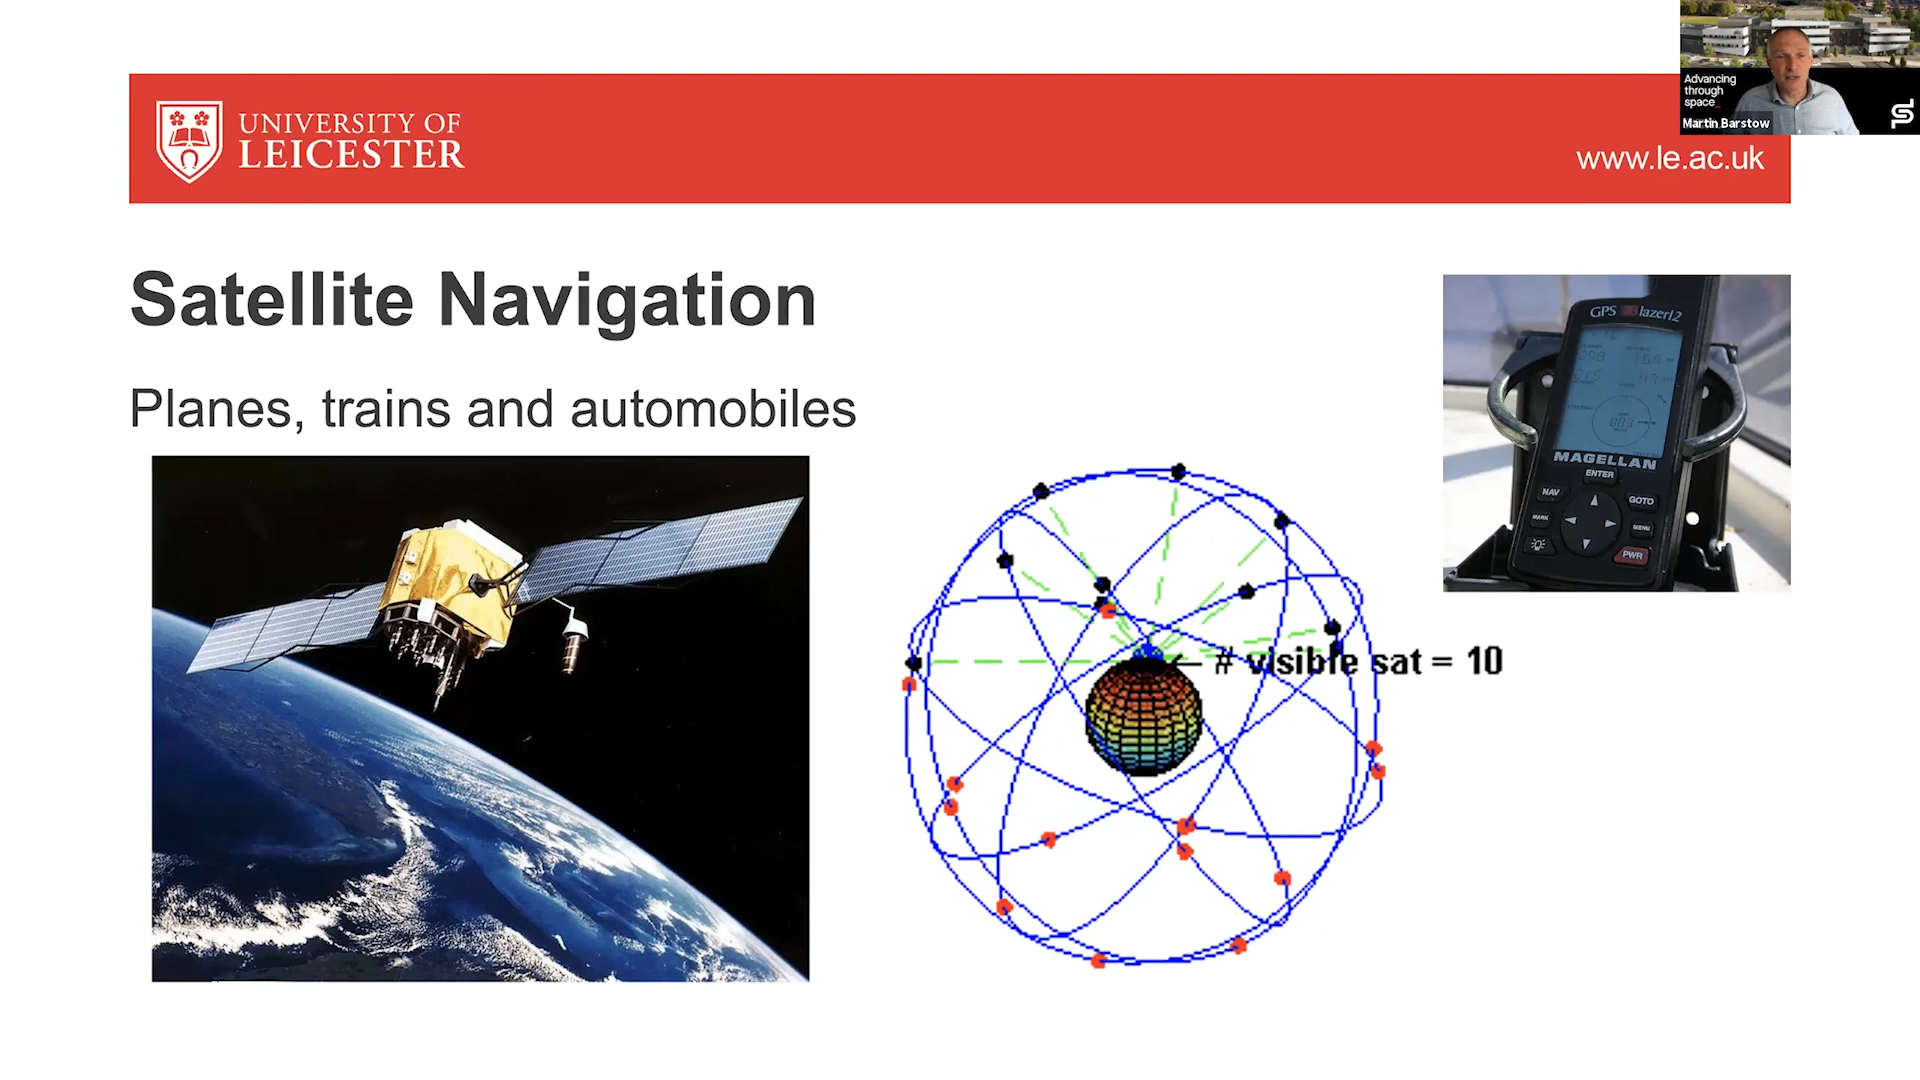 UNIVERSITY OF
LEICESTER
www.le.ac.uk
Advancing
through
space_
Martin Barstow
Satellite Navigation
Planes, trains and automobiles
# visible sat = 10
GPS Blazer12
MAGELLAN
ENTER
NAV
GOTO
MARK
MENU
PWR